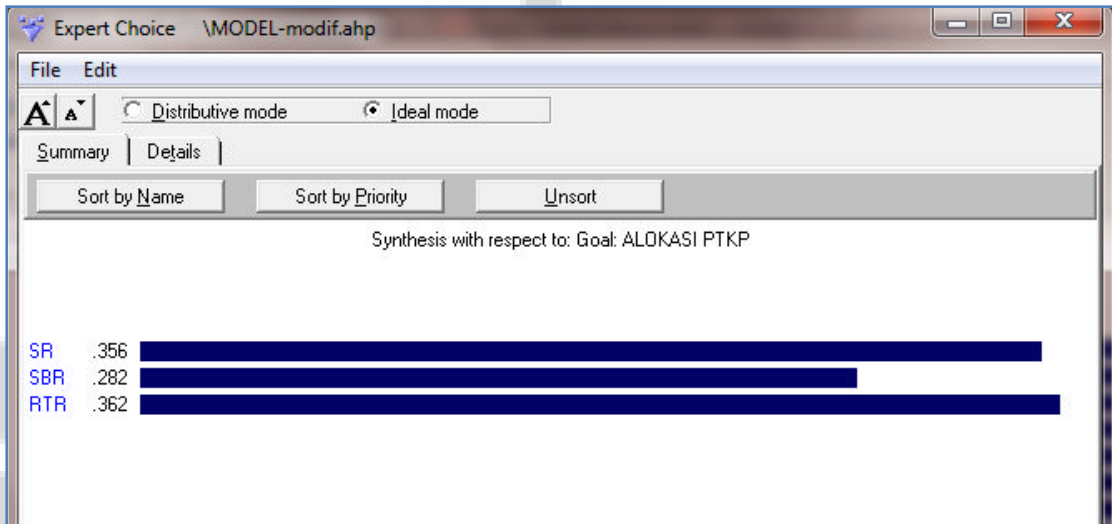 Expert Choice \MODEL-modif.ahp
File Edit
A A Distributive mode Ideal mode
Summary Details
Sort by Name Sort by Priority Unsort
Synthesis with respect to: Goal: ALOKASI PTKP
SR .356
SBR .282
RTR .362